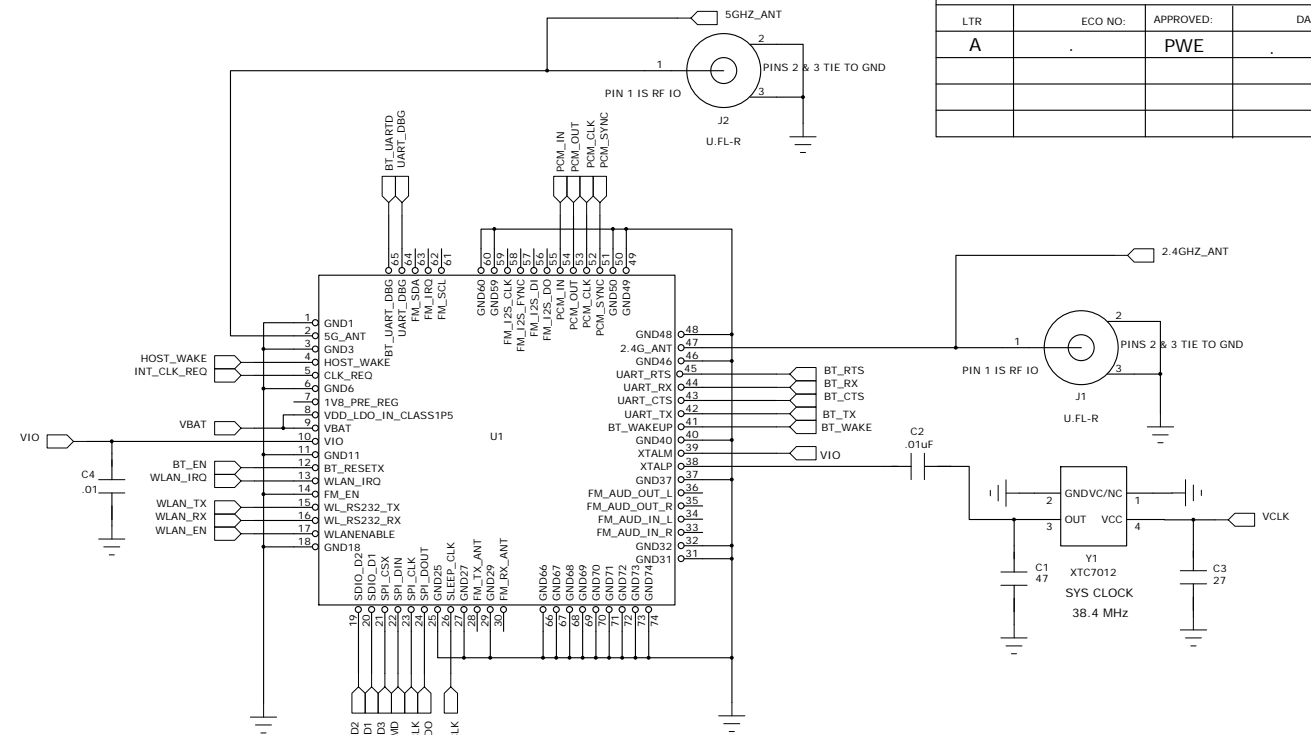 5GHZ_ANT
LTR ECO NO: APPROVED: DA
A . PWE .
2
1
PINS 2 & 3 TIE TO GND
PIN 1 IS RF IO
3
J2
U.FL-R
BT_UARTD
UART_DBG
PCM_IN
PCM_OUT
PCM_CLK
PCM_SYNC
65
64
63
62
61
60
59
58
57
56
55
54
53
52
51
50
49
BT_UART_DBG
UART_DBG
FM_SDA
FM_IRQ
FM_SCL
GND60
GND59
FM_I2S_CLK
FM_I2S_FYNC
FM_I2S_DI
FM_I2S_DO
PCM_IN
PCM_OUT
PCM_CLK
PCM_SYNC
GND50
GND49
1 GND1
2 5G_ANT
3 GND3
HOST_WAKE 4 HOST_WAKE
INT_CLK_REQ 5 CLK_REQ
6 GND6
7 1V8_PRE_REG
8 VDD_LDO_IN_CLASS1P5
VBAT 9 VBAT
VIO 10 VIO
11 GND11
BT_EN 12 BT_RESETX
WLAN_IRQ 13 WLAN_IRQ
14 FM_EN
WLAN_TX 15 WL_RS232_TX
WLAN_RX 16 WL_RS232_RX
WLAN_EN 17 WLANENABLE
18 GND18
C4
.01
U1
GND48 48
2.4G_ANT 47
GND46 46
UART_RTS 45 BT_RTS
UART_RX 44 BT_RX
UART_CTS 43 BT_CTS
UART_TX 42 BT_TX
BT_WAKEUP 41 BT_WAKE
GND40 40
XTALM 39 VIO
XTALP 38
GND37 37
FM_AUD_OUT_L 36
FM_AUD_OUT_R 35
FM_AUD_IN_L 34
FM_AUD_IN_R 33
GND32 32
GND31 31
SDIO_D2
SDIO_D1
SPI_CSX
SPI_DIN
SPI_CLK
SPI_DOUT
GND25
SLEEP_CLK
GND27
FM_TX_ANT
GND29
FM_RX_ANT
GND66
GND67
GND68
GND69
GND70
GND71
GND72
GND73
GND74
19
20
21
22
23
24
25
26
27
28
29
30
66
67
68
69
70
71
72
73
74
D2
D1
D3
MD
LK
DO
LK
2.4GHZ_ANT
2
1
PINS 2 & 3 TIE TO GND
PIN 1 IS RF IO
3
J1
U.FL-R
C2
.01uF
2 GND VC/NC 1
3 OUT VCC 4
VCLK
Y1
XTC7012
SYS CLOCK
38.4 MHz
C1
47
C3
27